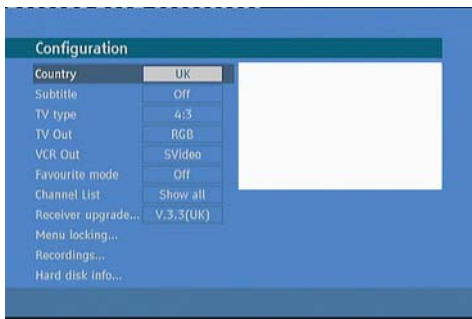 Configuration
Country UK
Subtitle Off
TV type 4:3
TV Out RGB
VCR Out SVideo
Favourite mode Off
Channel List Show all
Receiver upgrade... V.3.3(UK)
Menu locking...
Recordings...
Hard disk info...